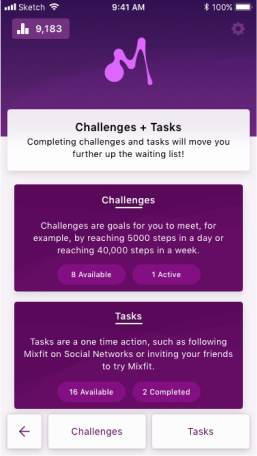 Sketch 9:41 AM 100%
9,183
Challenges + Tasks
Completing challenges and tasks will move you
further up the waiting list!
Challenges
Challenges are goals for you to meet, for
example, by reaching 5000 steps in a day or
reaching 40,000 steps in a week.
8 Available 1 Active
Tasks
Tasks are a one time action, such as following
Mixfit on Social Networks or inviting your friends
to try Mixfit.
16 Available 2 Completed
Challenges Tasks